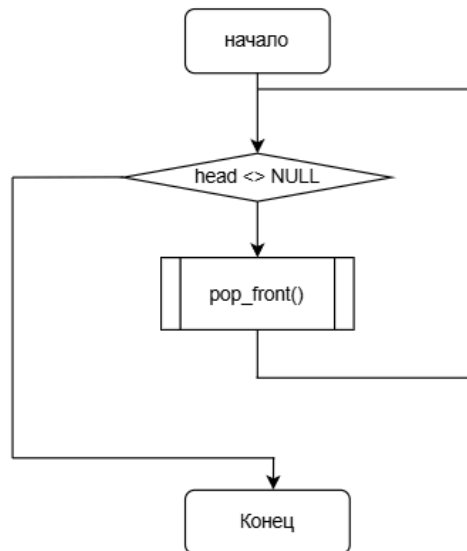 начало
head <> NULL
pop_front()
Конец